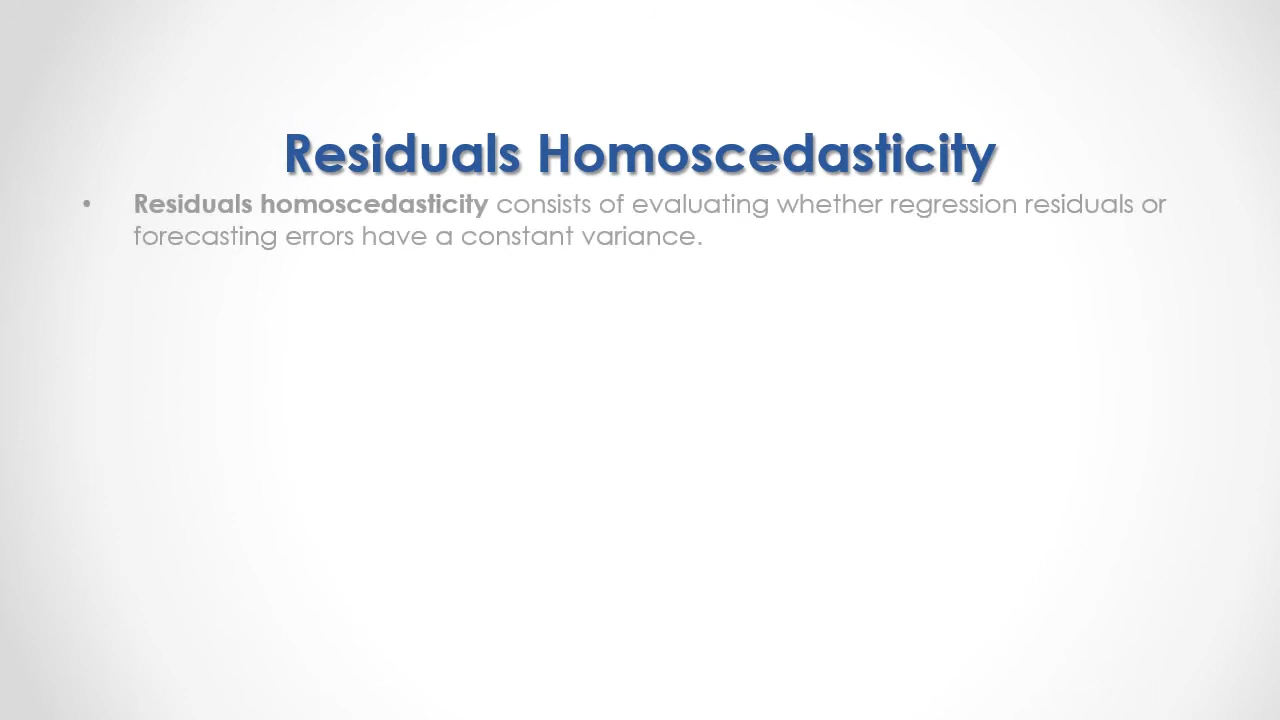 Residuals Homoscedasticity
• Residuals homoscedasticity consists of evaluating whether regression residuals or
forecasting errors have a constant variance.